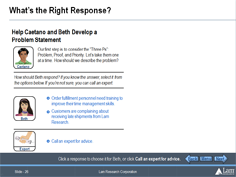 What's the Right Response?
Help Caetano and Beth Develop a
Problem Statement
Our first step is to consider the "Three Ps":
Problem, Proof, and Priority. Let's take them one
at a time. How should we describe the problem?
Caetano
How should Beth respond? If you know the answer, select it from
the options below. If you're not sure, you can call an expert.
Order fulfillment personnel need training to
improve their time management skills.
Customers are complaining about
receiving late shipments from Lam
Research.
Beth
Call an expert for advice
Expert
Click a response to choose it for Beth, or click Call an expert for advice.
Slide - 26
Lam Research Corporation
Lam